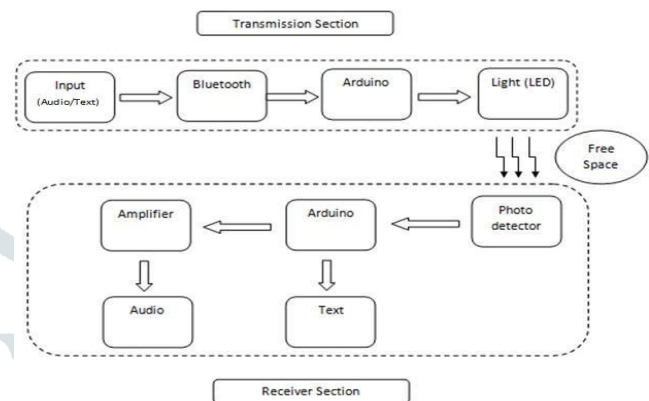 Transmission Section
Input
(Audio/Text)
Bluetooth
Arduino
Light (LED)
Free
Space
Amplifier
Arduino
Photo
detector
Audio
Text
Receiver Section